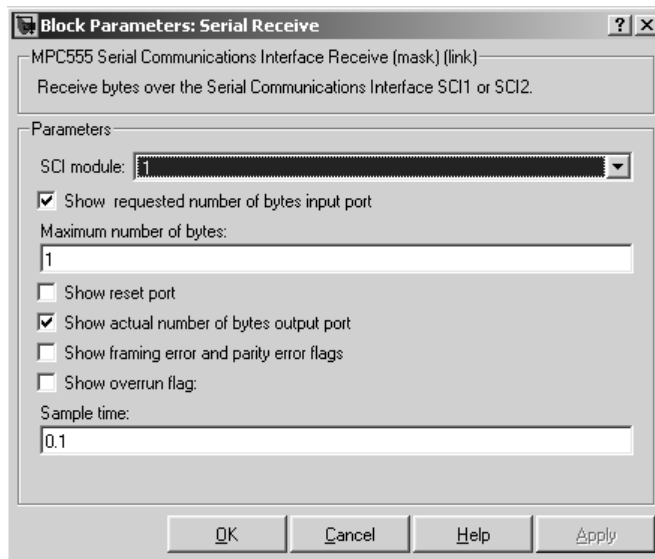 Block Parameters: Serial Receive
MPC555 Serial Communications Interface Receive (mask) (link)
Receive bytes over the Serial Communications Interface SCI1 or SCI2.
Parameters
SCI module: 1
Show requested number of bytes input port
Maximum number of bytes:
1
Show reset port
Show actual number of bytes output port
Show framing error and parity error flags
Show overrun flag:
Sample time:
0.1
OK Cancel Help Apply